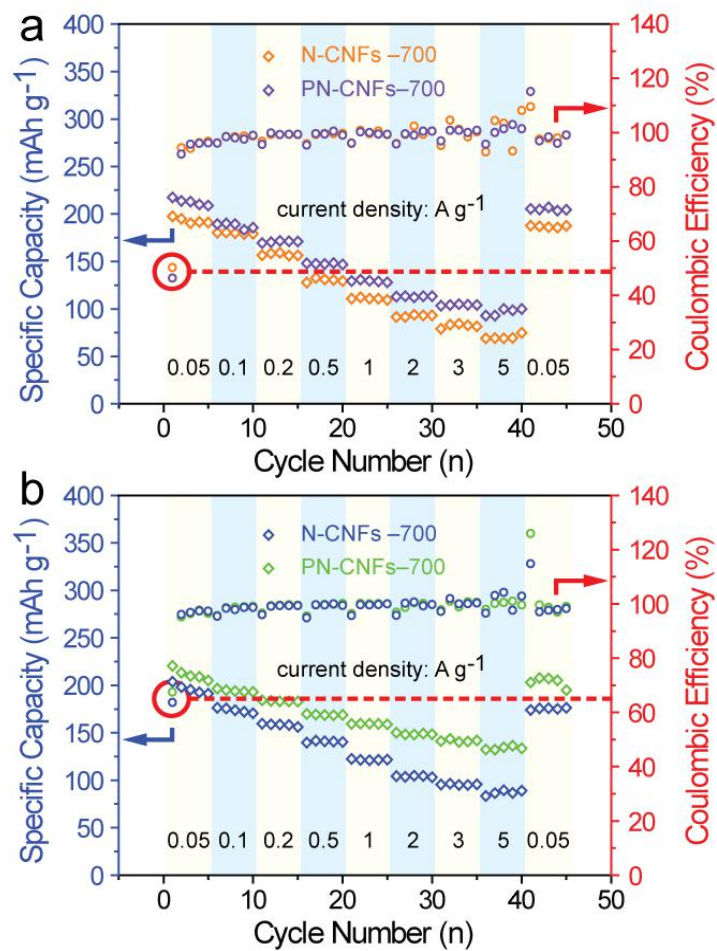 a
N-CNFs –700
PN-CNFs–700
current density: A g-1
0.05 0.1 0.2 0.5 1 2 3 5 0.05
400
350
300
250
200
150
100
50
0
Specific Capacity (mAh g-1)
140
120
100
80
60
40
20
0
Coulombic Efficiency (%)
0 10 20 30 40 50
Cycle Number (n)
b
N-CNFs –700
PN-CNFs–700
current density: A g-1
0.05 0.1 0.2 0.5 1 2 3 5 0.05
400
350
300
250
200
150
100
50
0
Specific Capacity (mAh g-1)
140
120
100
80
60
40
20
0
Coulombic Efficiency (%)
0 10 20 30 40 50
Cycle Number (n)